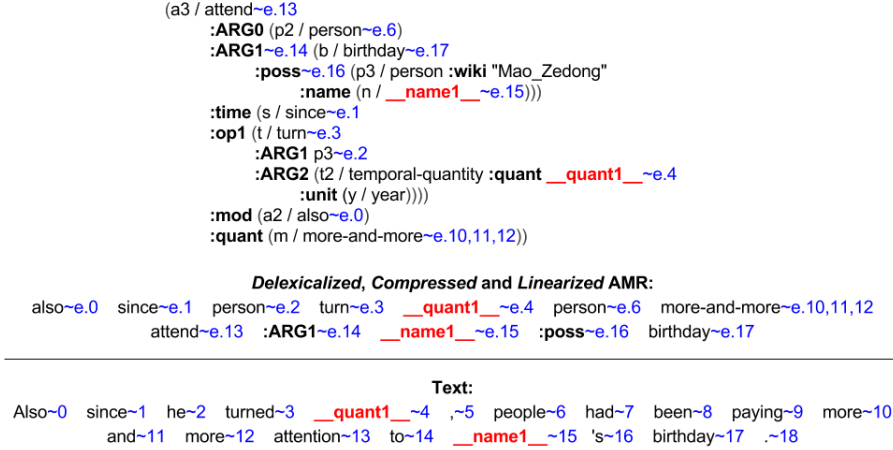 (a3 / attend~e.13
:ARG0 (p2 / person~e.6)
:ARG1~e.14 (b / birthday~e.17
:poss~e.16 (p3 / person :wiki "Mao_Zedong"
:name (n / __name1__~e.15)))
:time (s / since~e.1
:op1 (t / turn~e.3
:ARG1 p3~e.2
:ARG2 (t2 / temporal-quantity :quant __quant1__~e.4
:unit (y / year))))
:mod (a2 / also~e.0)
:quant (m / more-and-more~e.10,11,12))
Delexicalized, Compressed and Linearized AMR:
also~e.0 since~e.1 person~e.2 turn~e.3 __quant1__~e.4 person~e.6 more-and-more~e.10,11,12
attend~e.13 :ARG1~e.14 __name1__~e.15 :poss~e.16 birthday~e.17
Text:
Also~0 since~1 he~2 turned~3 __quant1__~4 ,~5 people~6 had~7 been~8 paying~9 more~10
and~11 more~12 attention~13 to~14 __name1__~15 's~16 birthday~17 .~18